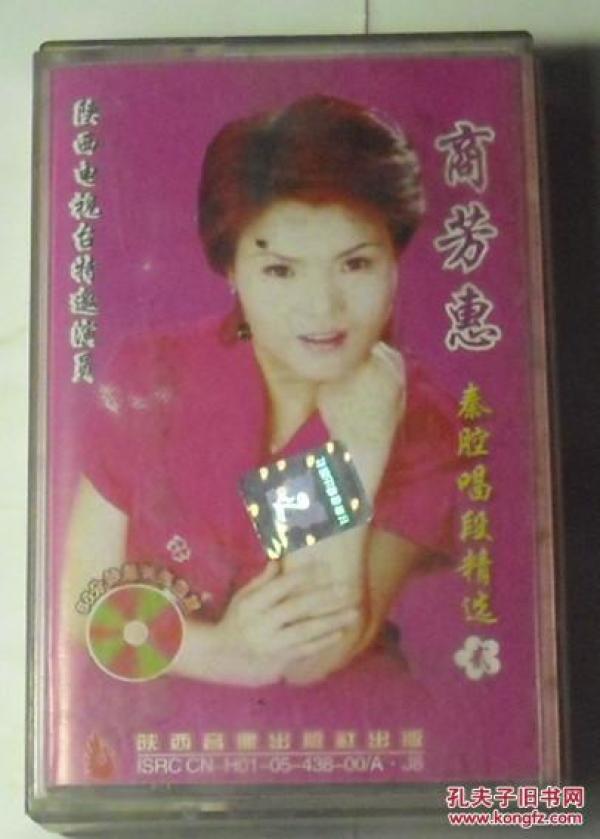 商芳惠
秦腔唱段精选
贰
陕西电视台特邀演员
陕西音像出版社出版
ISRC CN-H01-05-438-00/A·J8
孔夫子旧书网
www.kongfz.com